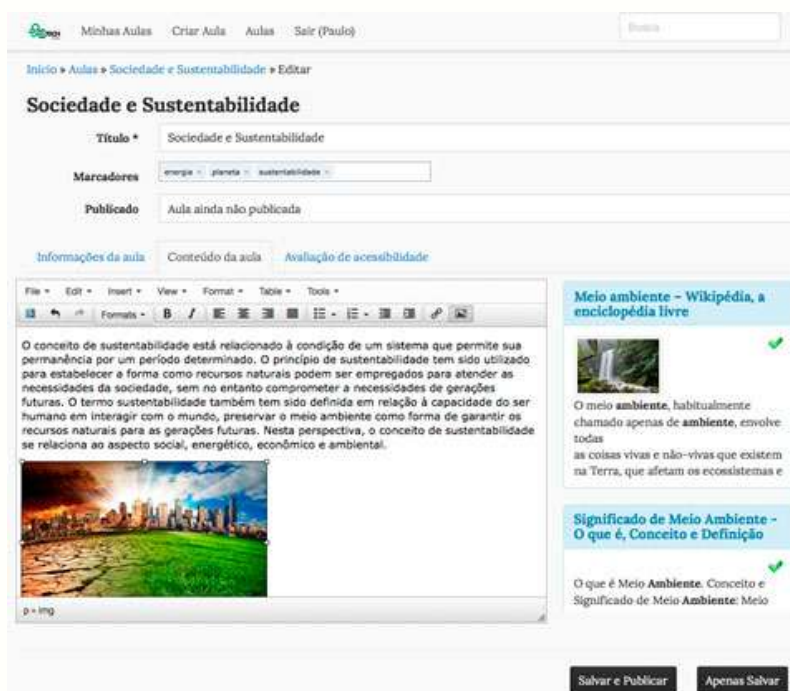 Minhas Aulas Criar Aula Aulas Sair (Paulo) Busca
Início » Aulas » Sociedade e Sustentabilidade » Editar
Sociedade e Sustentabilidade
Título * Sociedade e Sustentabilidade
Marcadores energia × planeta × sustentabilidade ×
Publicado Aula ainda não publicada
Informações da aula Conteúdo da aula Avaliação de acessibilidade
File Edit Insert View Format Table Tools
Formats B I
O conceito de sustentabilidade está relacionado à condição de um sistema que permite sua
permanência por um período determinado. O princípio de sustentabilidade tem sido utilizado
para estabelecer a forma como recursos naturais podem ser empregados para atender as
necessidades da sociedade, sem no entanto comprometer a necessidades de gerações
futuras. O termo sustentabilidade também tem sido definida em relação à capacidade do ser
humano em interagir com o mundo, preservar o meio ambiente como forma de garantir os
recursos naturais para as gerações futuras. Nesta perspectiva, o conceito de sustentabilidade
se relaciona ao aspecto social, energético, econômico e ambiental.
p » img
Meio ambiente – Wikipédia, a
enciclopédia livre
O meio ambiente, habitualmente
chamado apenas de ambiente, envolve
todas
as coisas vivas e não-vivas que existem
na Terra, que afetam os ecossistemas e
Significado de Meio Ambiente -
O que é, Conceito e Definição
O que é Meio Ambiente. Conceito e
Significado de Meio Ambiente: Meio
Salvar e Publicar Apenas Salvar